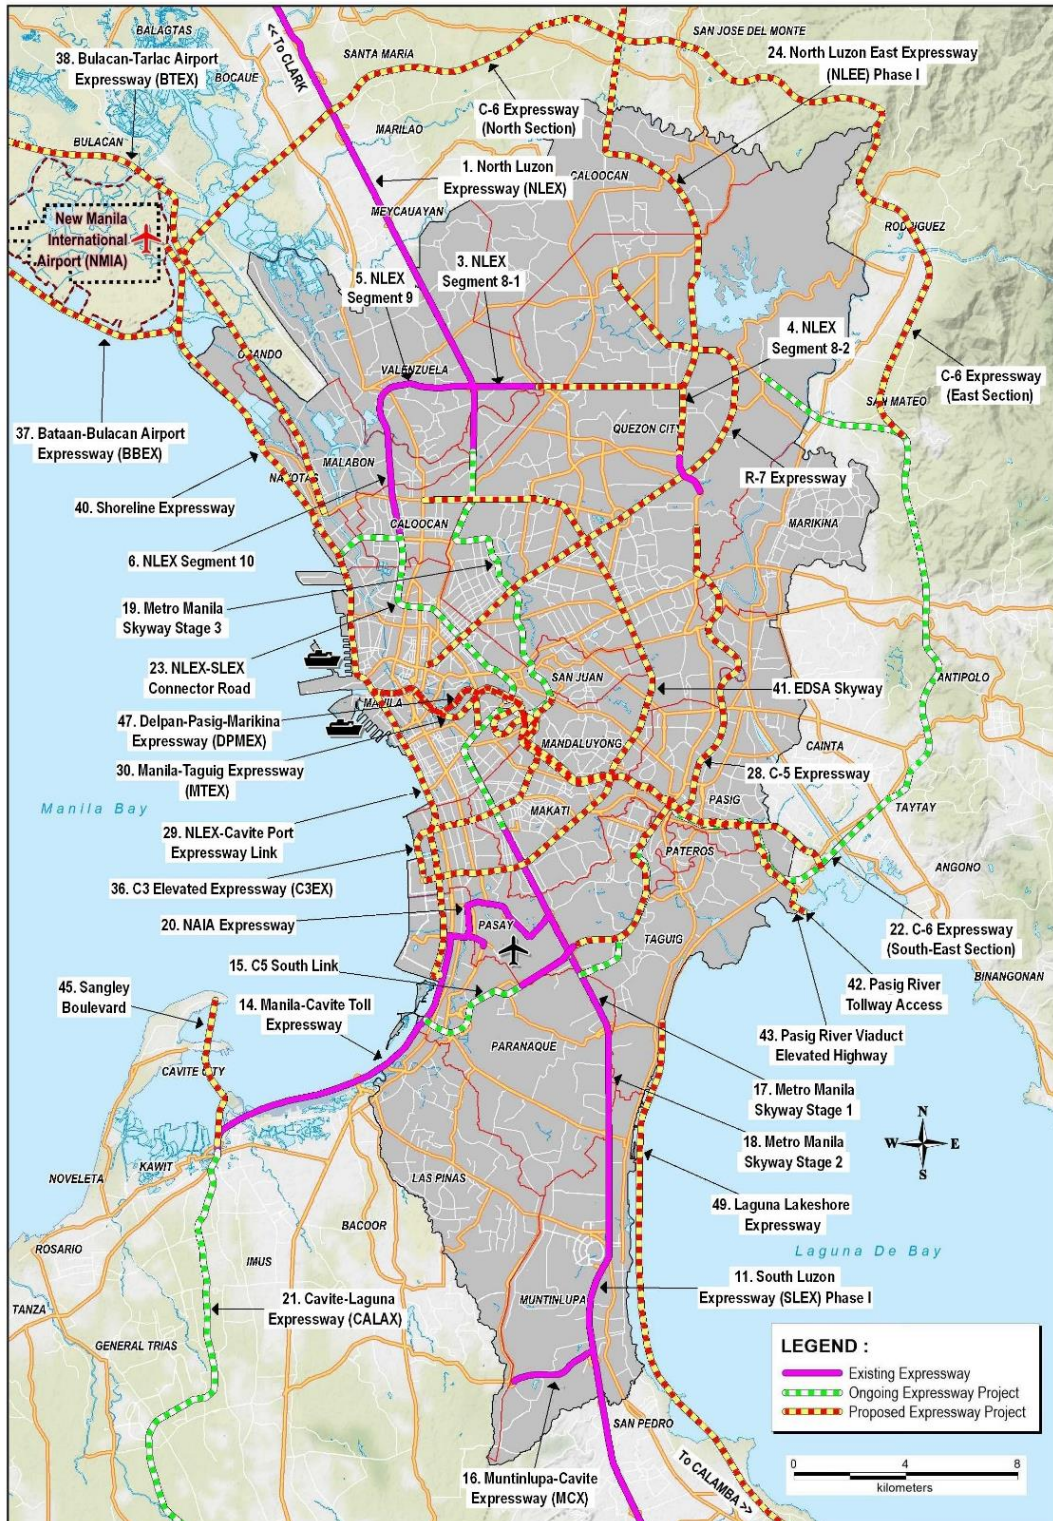 BALAGTAS
38. Bulacan-Tarlac Airport
Expressway (BTEX)
BOCAUE
<< To CLARK
SANTA MARIA
SAN JOSE DEL MONTE
24. North Luzon East Expressway
(NLEE) Phase I
C-6 Expressway
(North Section)
MARILAO
BULACAN
1. North Luzon
Expressway (NLEX)
CALOOCAN
MEYCAUAYAN
New Manila
International
Airport (NMIA)
RODRIGUEZ
5. NLEX
Segment 9
3. NLEX
Segment 8-1
4. NLEX
Segment 8-2
OBANDO
VALENZUELA
C-6 Expressway
(East Section)
SAN MATEO
37. Bataan-Bulacan Airport
Expressway (BBEX)
QUEZON CITY
MALABON
NAVOTAS
R-7 Expressway
40. Shoreline Expressway
MARIKINA
CALOOCAN
6. NLEX Segment 10
19. Metro Manila
Skyway Stage 3
23. NLEX-SLEX
Connector Road
SAN JUAN
41. EDSA Skyway
ANTIPOLO
MANILA
47. Delpan-Pasig-Marikina
Expressway (DPMEX)
MANDALUYONG
CAINTA
30. Manila-Taguig Expressway
(MTEX)
28. C-5 Expressway
Manila Bay
MAKATI
PASIG
TAYTAY
29. NLEX-Cavite Port
Expressway Link
PATEROS
ANGONO
36. C3 Elevated Expressway (C3EX)
20. NAIA Expressway
PASAY
TAGUIG
22. C-6 Expressway
(South-East Section)
15. C5 South Link
BINANGONAN
45. Sangley
Boulevard
14. Manila-Cavite Toll
Expressway
42. Pasig River
Tollway Access
43. Pasig River Viaduct
Elevated Highway
PARANAQUE
CAVITE CITY
17. Metro Manila
Skyway Stage 1
N
W E
S
18. Metro Manila
Skyway Stage 2
KAWIT
NOVELETA
LAS PIÑAS
49. Laguna Lakeshore
Expressway
BACOOR
ROSARIO
IMUS
Laguna De Bay
11. South Luzon
Expressway (SLEX) Phase I
TANZA
21. Cavite-Laguna
Expressway (CALAX)
MUNTINLUPA
GENERAL TRIAS
LEGEND :
Existing Expressway
Ongoing Expressway Project
Proposed Expressway Project
SAN PEDRO
To CALAMBA >>
16. Muntinlupa-Cavite
Expressway (MCX)
0 4 8
kilometers